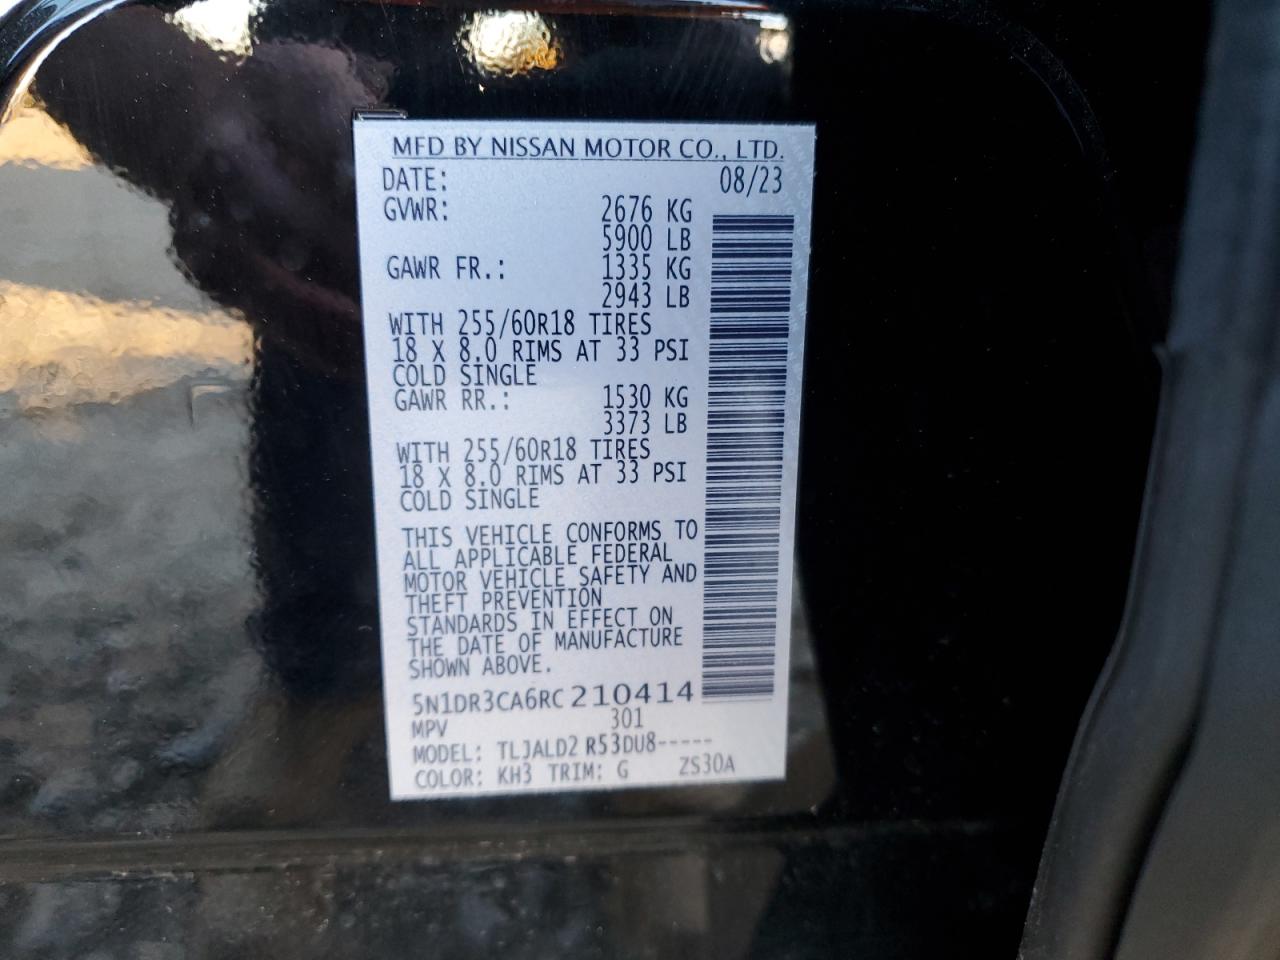 MFD BY NISSAN MOTOR CO., LTD.
DATE: 08/23
GVWR: 2676 KG
5900 LB
GAWR FR.: 1335 KG
2943 LB
WITH 255/60R18 TIRES
18 X 8.0 RIMS AT 33 PSI
COLD SINGLE
GAWR RR.: 1530 KG
3373 LB
WITH 255/60R18 TIRES
18 X 8.0 RIMS AT 33 PSI
COLD SINGLE
THIS VEHICLE CONFORMS TO
ALL APPLICABLE FEDERAL
MOTOR VEHICLE SAFETY AND
THEFT PREVENTION
STANDARDS IN EFFECT ON
THE DATE OF MANUFACTURE
SHOWN ABOVE.
5N1DR3CA6RC210414
MPV 301
MODEL: TLJALD2 R53DU8-----
COLOR: KH3 TRIM: G ZS30A